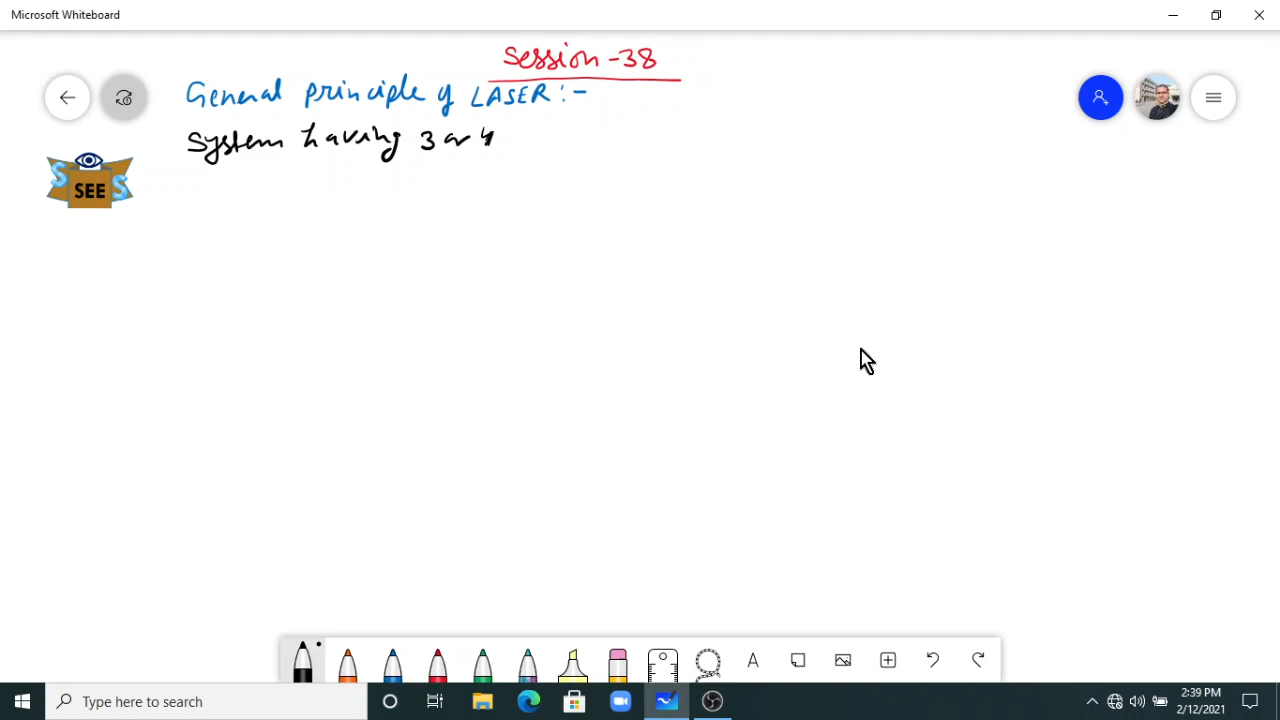 Microsoft Whiteboard
Session -38
General principle of LASER :-
System having 3 or 4
S SEE S
A
Type here to search
2:39 PM
2/12/2021